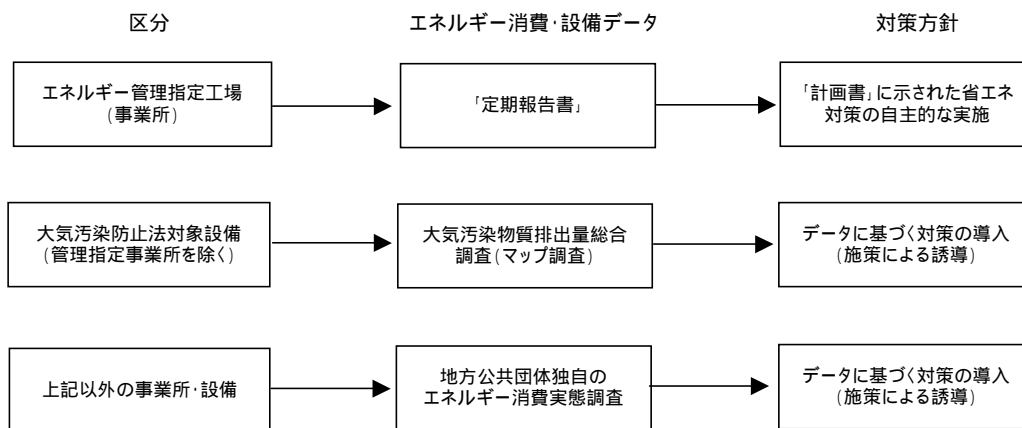 区分
エネルギー消費･設備データ
対策方針
エネルギー管理指定工場
(事業所)
｢定期報告書｣
｢計画書｣に示された省エネ
対策の自主的な実施
大気汚染防止法対象設備
(管理指定事業所を除く)
大気汚染物質排出量総合
調査(マップ調査)
データに基づく対策の導入
(施策による誘導)
上記以外の事業所･設備
地方公共団体独自の
エネルギー消費実態調査
データに基づく対策の導入
(施策による誘導)